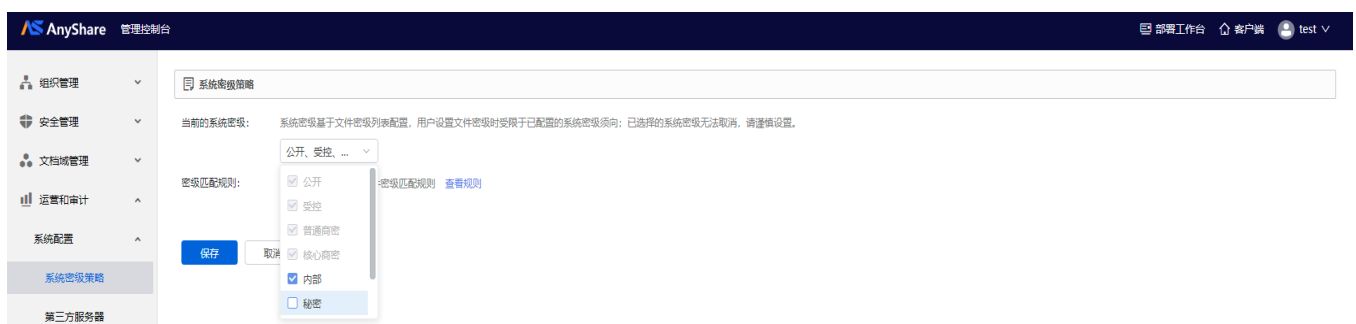 AnyShare 管理控制台
部署工作台 客户端 test
组织管理
安全管理
文档域管理
运营和审计
系统配置
系统密级策略
第三方服务器
系统密级策略
当前的系统密级: 系统密级基于文件密级列表配置，用户设置文件密级时受限于已配置的系统密级须向；已选择的系统密级无法取消，请谨慎设置。
公开、受控、...
密级匹配规则: 密级匹配规则 查看规则
公开
受控
普通商密
核心商密
内部
秘密
保存 取消